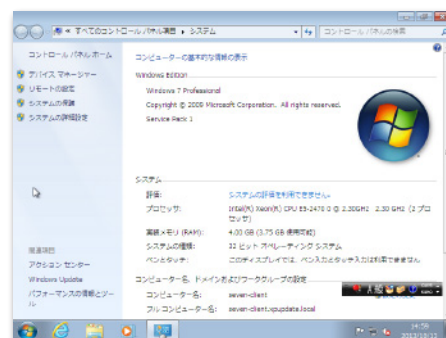 すべてのコントロール パネル項目 ▸ システム
コントロール パネルの検索
コントロール パネル ホーム
デバイス マネージャー
リモートの設定
システムの保護
システムの詳細設定
コンピューターの基本的な情報の表示
Windows Edition
Windows 7 Professional
Copyright © 2009 Microsoft Corporation. All rights reserved.
Service Pack 1
システム
評価: システムの評価を利用できません。
プロセッサ: Intel(R) Xeon(R) CPU E5-2470 0 @ 2.30GHz 2.30 GHz (2 プロセッサ)
実装メモリ (RAM): 4.00 GB (3.75 GB 使用可能)
システムの種類: 32 ビット オペレーティング システム
ペンとタッチ: このディスプレイでは、ペン入力とタッチ入力は利用できません
コンピューター名、ドメインおよびワークグループの設定
コンピューター名: seven-client
フル コンピューター名: seven-client.xpupdate.local
関連項目
アクション センター
Windows Update
パフォーマンスの情報とツール
14:59